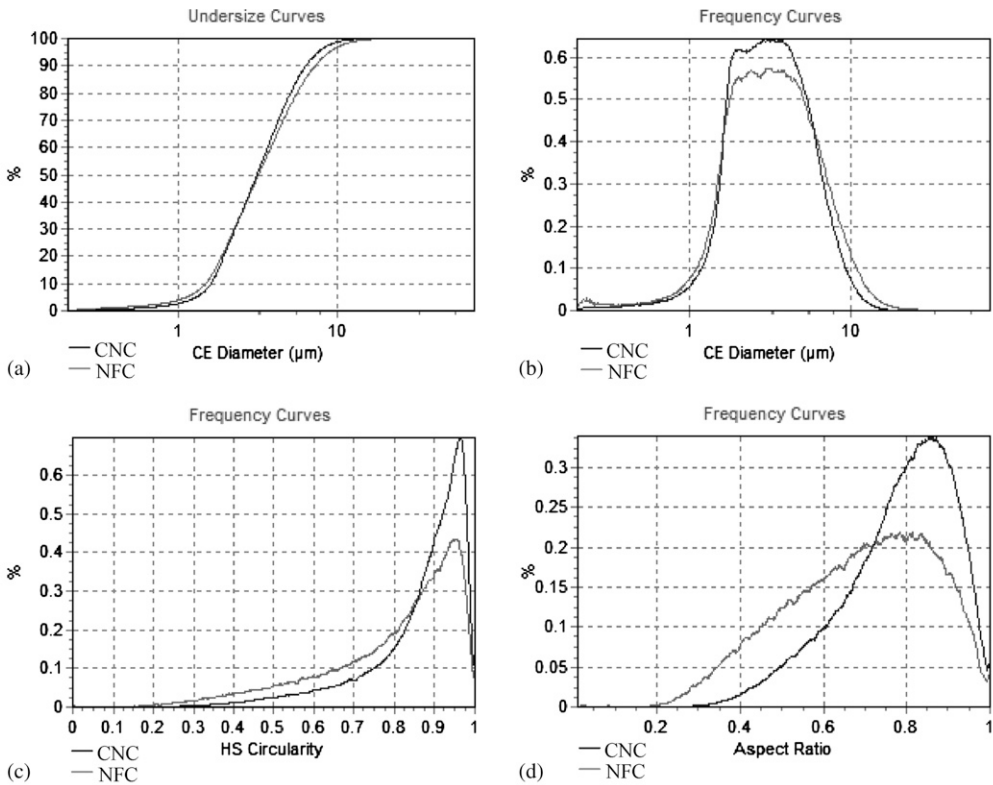 Undersize Curves
100
90
80
70
60
50
40
30
20
10
0
%
1
10
CE Diameter (µm)
CNC
NFC
(a)
Frequency Curves
0.6
0.5
0.4
0.3
0.2
0.1
0
%
1
10
CE Diameter (µm)
CNC
NFC
(b)
Frequency Curves
0.6
0.5
0.4
0.3
0.2
0.1
0
%
0 0.1 0.2 0.3 0.4 0.5 0.6 0.7 0.8 0.9 1
HS Circularity
CNC
NFC
(c)
Frequency Curves
0.3
0.25
0.2
0.15
0.1
0.05
0
%
0.2 0.4 0.6 0.8 1
Aspect Ratio
CNC
NFC
(d)